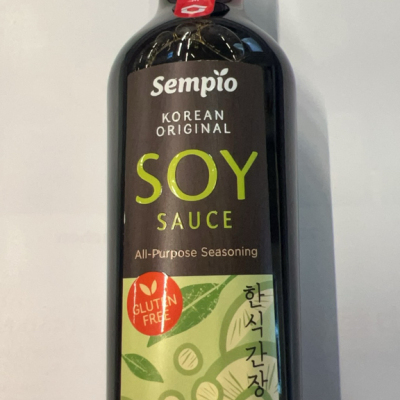 Sempio
KOREAN
ORIGINAL
SOY
SAUCE
All-Purpose Seasoning
GLUTEN
FREE
한식간장